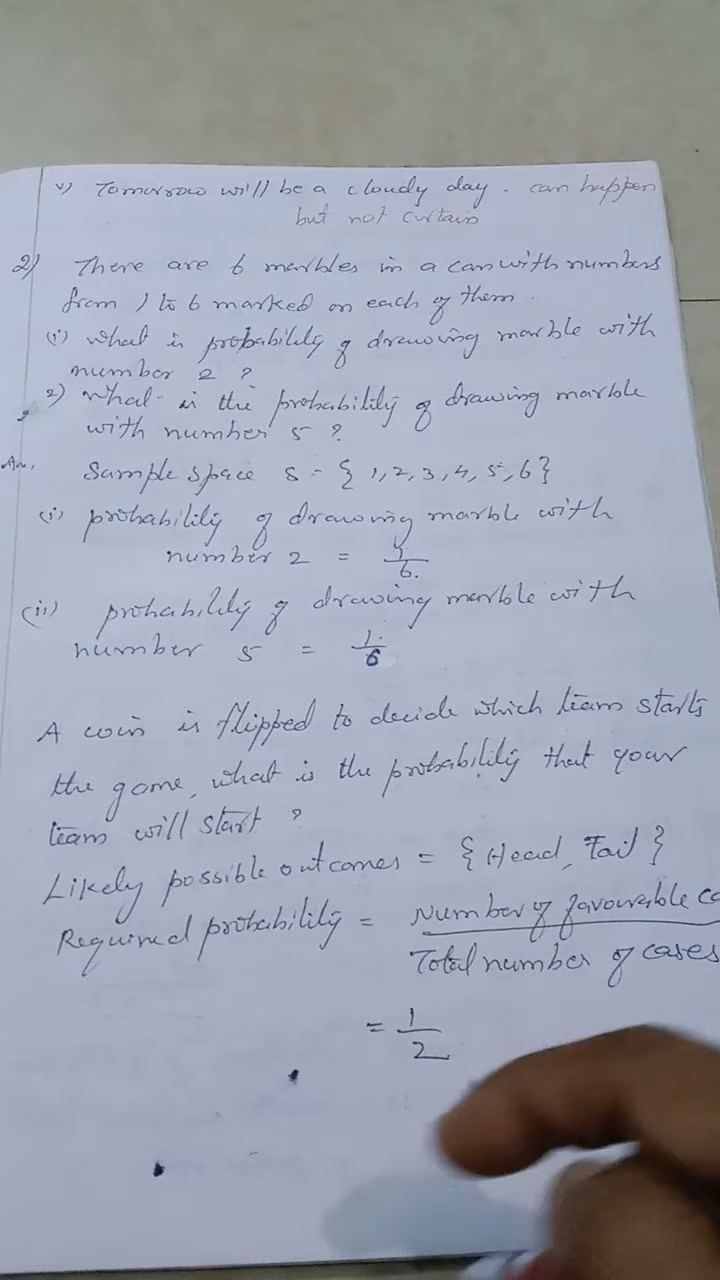 v) Tomorrow will be a cloudy day. can happen
but not curtain
2) There are 6 marbles in a can with numbers
from 1 to 6 marked on each of them.
(i) what is probability of drawing marble with
number 2 ?
2) what is the probability of drawing marble
with number 5 ?
Ans, Sample space S = { 1, 2, 3, 4, 5, 6 }
(i) probability of drawing marble with
number 2 = 1/6.
(ii) probability of drawing marble with
number 5 = 1/6
A coin is flipped to decide which team starts
the game, what is the probability that your
team will start ?
Likely possible outcomes = { Head, Tail }
Required probability = Number of favourable ca
Total number of cases
= 1/2